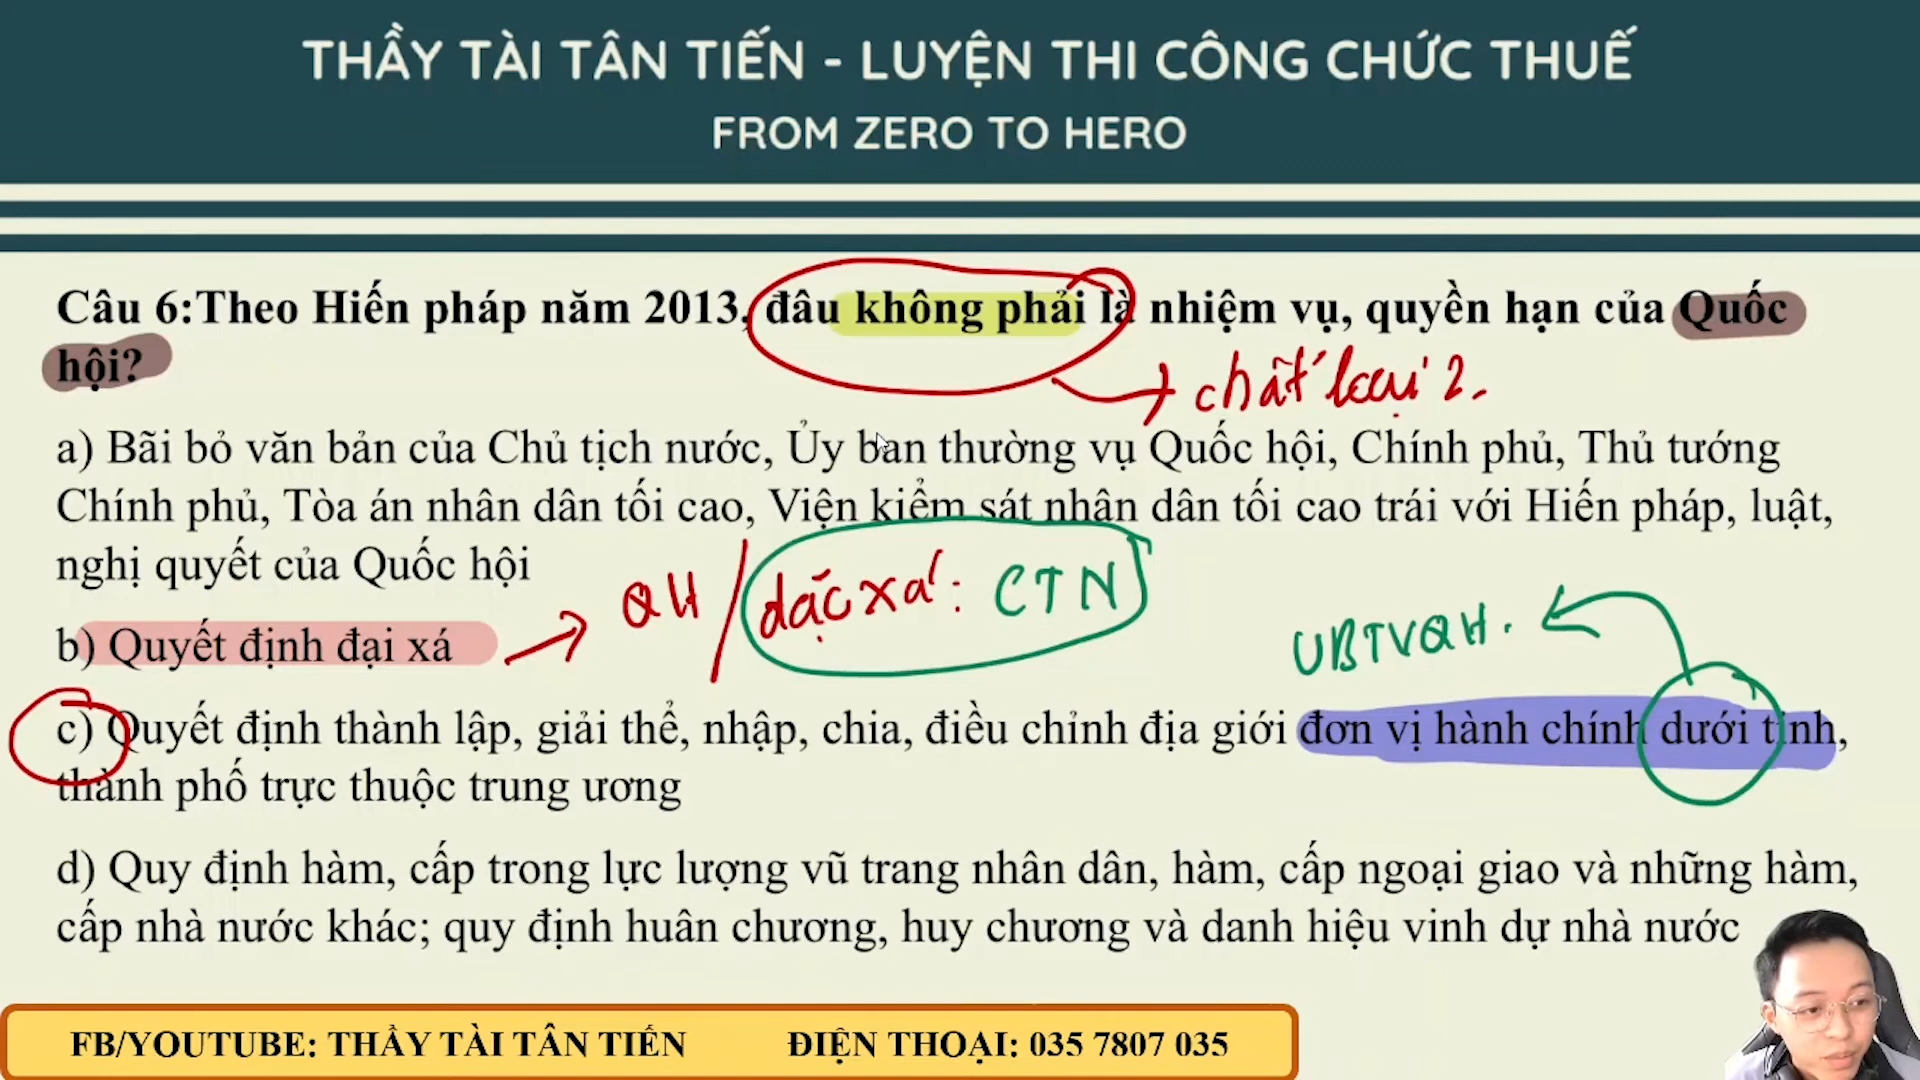 THẦY TÀI TÂN TIẾN - LUYỆN THI CÔNG CHỨC THUẾ
FROM ZERO TO HERO
Câu 6:Theo Hiến pháp năm 2013, đâu không phải là nhiệm vụ, quyền hạn của Quốc
hội?
chất loại 2.
a) Bãi bỏ văn bản của Chủ tịch nước, Ủy ban thường vụ Quốc hội, Chính phủ, Thủ tướng
Chính phủ, Tòa án nhân dân tối cao, Viện kiểm sát nhân dân tối cao trái với Hiến pháp, luật,
nghị quyết của Quốc hội
QH / đặc xá: CTN
b) Quyết định đại xá
UBTVQH.
c) Quyết định thành lập, giải thể, nhập, chia, điều chỉnh địa giới đơn vị hành chính dưới tỉnh,
thành phố trực thuộc trung ương
d) Quy định hàm, cấp trong lực lượng vũ trang nhân dân, hàm, cấp ngoại giao và những hàm,
cấp nhà nước khác; quy định huân chương, huy chương và danh hiệu vinh dự nhà nước
FB/YOUTUBE: THẦY TÀI TÂN TIẾN ĐIỆN THOẠI: 035 7807 035